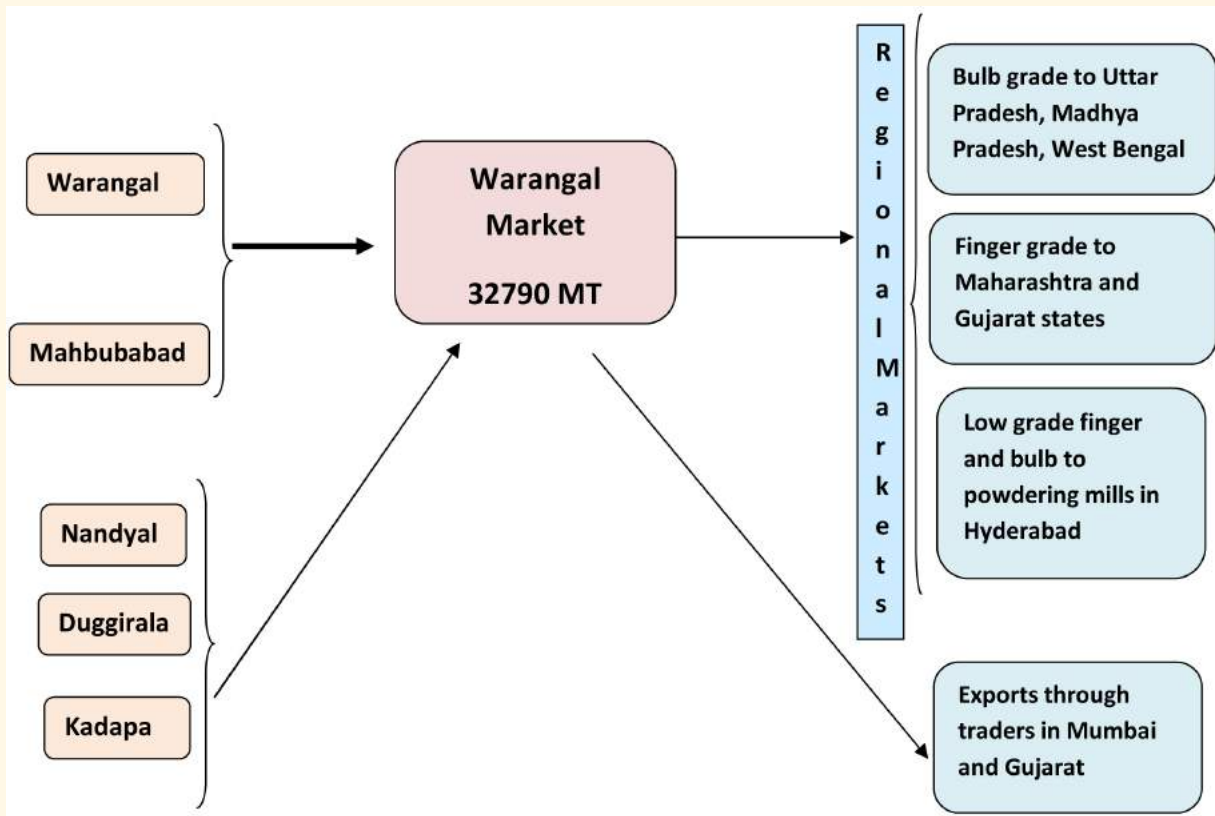 Warangal
Mahbubabad
Nandyal
Duggirala
Kadapa
Warangal
Market
32790 MT
Regional Markets
Bulb grade to Uttar
Pradesh, Madhya
Pradesh, West Bengal
Finger grade to
Maharashtra and
Gujarat states
Low grade finger
and bulb to
powdering mills in
Hyderabad
Exports through
traders in Mumbai
and Gujarat